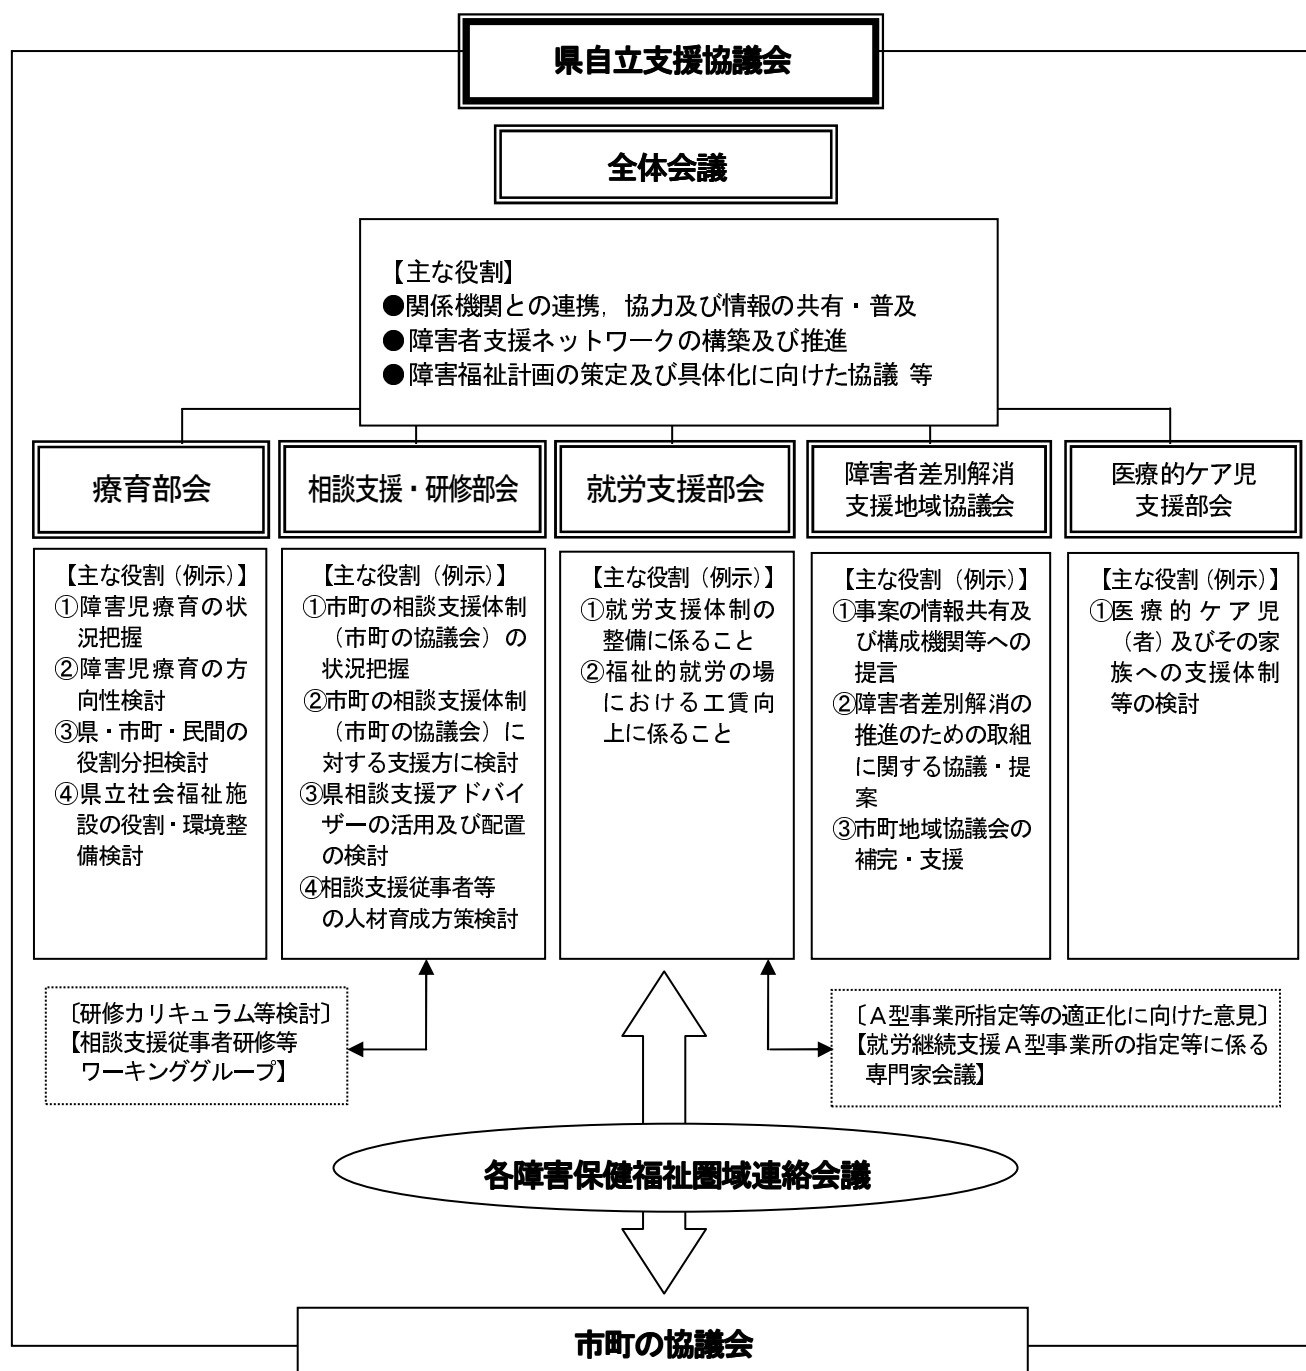 県自立支援協議会
全体会議
【主な役割】
●関係機関との連携，協力及び情報の共有・普及
●障害者支援ネットワークの構築及び推進
●障害福祉計画の策定及び具体化に向けた協議 等
療育部会
【主な役割（例示）】
①障害児療育の状
況把握
②障害児療育の方
向性検討
③県・市町・民間の
役割分担検討
④県立社会福祉施
設の役割・環境整
備検討
相談支援・研修部会
【主な役割（例示）】
①市町の相談支援体制
（市町の協議会）の
状況把握
②市町の相談支援体制
（市町の協議会）に
対する支援方に検討
③県相談支援アドバイ
ザーの活用及び配置
の検討
④相談支援従事者等
の人材育成方策検討
就労支援部会
【主な役割（例示）】
①就労支援体制の
整備に係ること
②福祉的就労の場
における工賃向
上に係ること
障害者差別解消
支援地域協議会
【主な役割（例示）】
①事案の情報共有及
び構成機関等への
提言
②障害者差別解消の
推進のための取組
に関する協議・提
案
③市町地域協議会の
補完・支援
医療的ケア児
支援部会
【主な役割（例示）】
①医療的ケア児
（者）及びその家
族への支援体制
等の検討
〔研修カリキュラム等検討〕
【相談支援従事者研修等
ワーキンググループ】
〔Ａ型事業所指定等の適正化に向けた意見〕
【就労継続支援Ａ型事業所の指定等に係る
専門家会議】
各障害保健福祉圏域連絡会議
市町の協議会